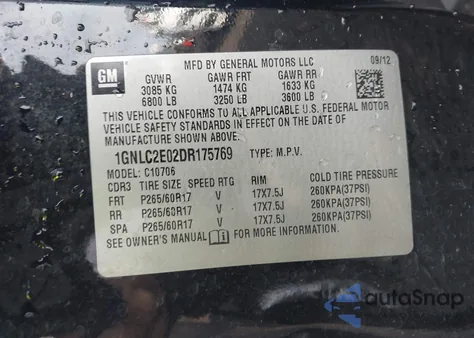 GM
MFD BY GENERAL MOTORS LLC
09/12
GVWR GAWR FRT GAWR RR
3085 KG 1474 KG 1633 KG
6800 LB 3250 LB 3600 LB
THIS VEHICLE CONFORMS TO ALL APPLICABLE U.S. FEDERAL MOTOR
VEHICLE SAFETY AND THEFT PREVENTION STANDARDS IN EFFECT ON THE DATE OF
MANUFACTURE SHOWN ABOVE.
1GNLC2E02DR175769 TYPE: M.P.V.
MODEL: C10706
CDR3 TIRE SIZE SPEED RTG RIM COLD TIRE PRESSURE
FRT P265/60R17 V 17X7.5J 260KPA(37PSI)
RR P265/60R17 V 17X7.5J 260KPA(37PSI)
SPA P265/60R17 V 17X7.5J 260KPA(37PSI)
SEE OWNER'S MANUAL FOR MORE INFORMATION.
autoSnap